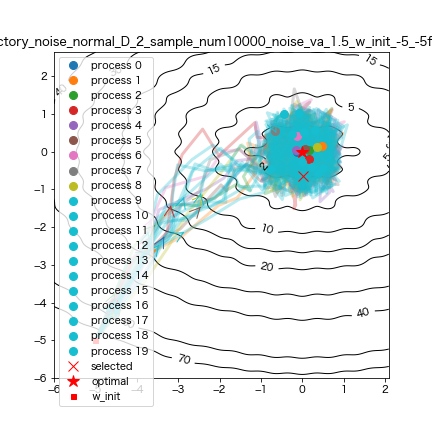 ctory_noise_normal_D_2_sample_num10000_noise_va_1.5_w_init_-5_-5f
process 0
process 1
process 2
process 3
process 4
process 5
process 6
process 7
process 8
process 9
process 10
process 11
process 12
process 13
process 14
process 15
process 16
process 17
process 18
process 19
selected
optimal
w_init
2
1
0
−1
−2
−3
−4
−5
−6
−6
−4
−3
−2
−1
0
1
2
15
15
5
2
10
20
40
70